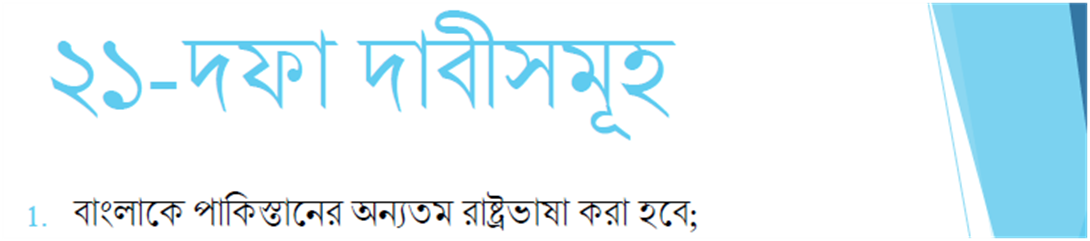 ২১-দফা দাবীসমূহ
1. বাংলাকে পাকিস্তানের অন্যতম রাষ্ট্রভাষা করা হবে;